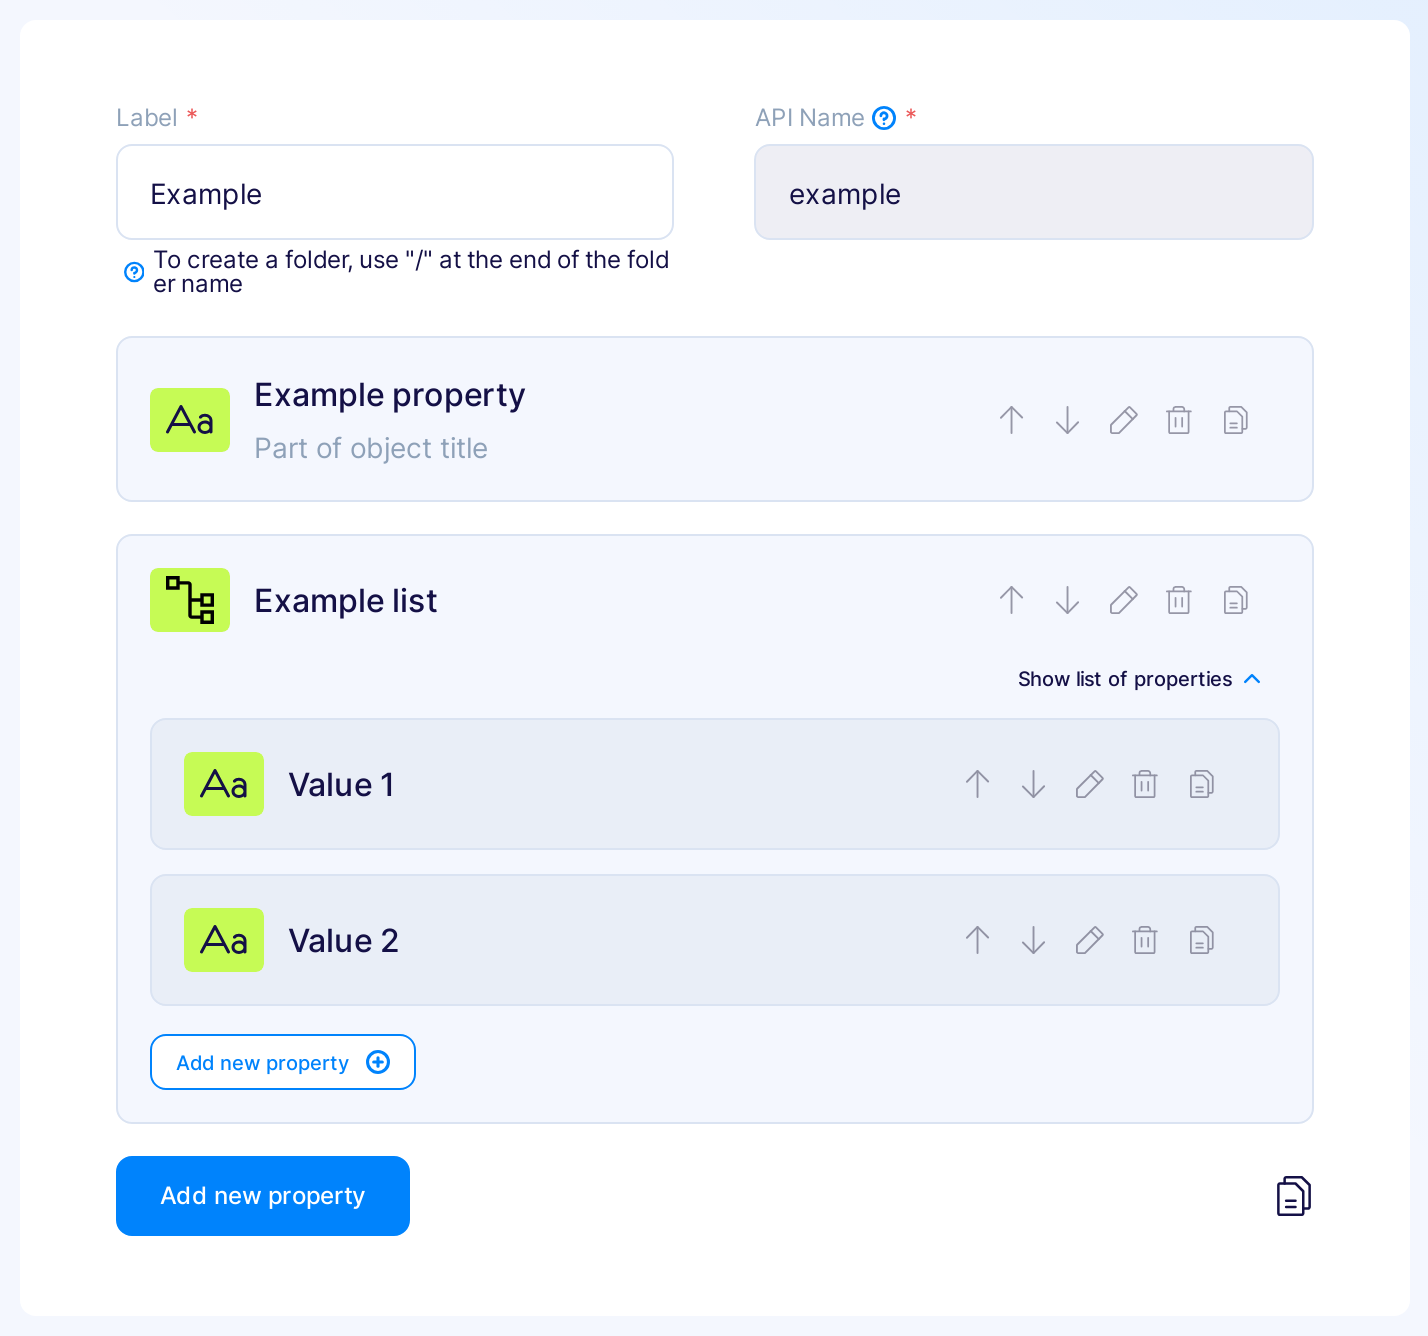 Label *
API Name *
Example
example
To create a folder, use "/" at the end of the fold
er name
Aa
Example property
Part of object title
Example list
Show list of properties
Aa
Value 1
Aa
Value 2
Add new property
Add new property